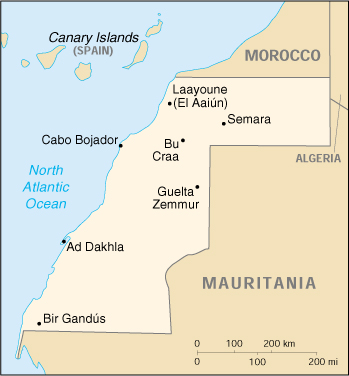 Canary Islands
(SPAIN)
MOROCCO
Laayoune
(El Aaiún)
Semara
Cabo Bojador
Bu
Craa
ALGERIA
North
Atlantic
Ocean
Guelta
Zemmur
Ad Dakhla
MAURITANIA
Bir Gandús
0 100 200 km
0 100 200 mi